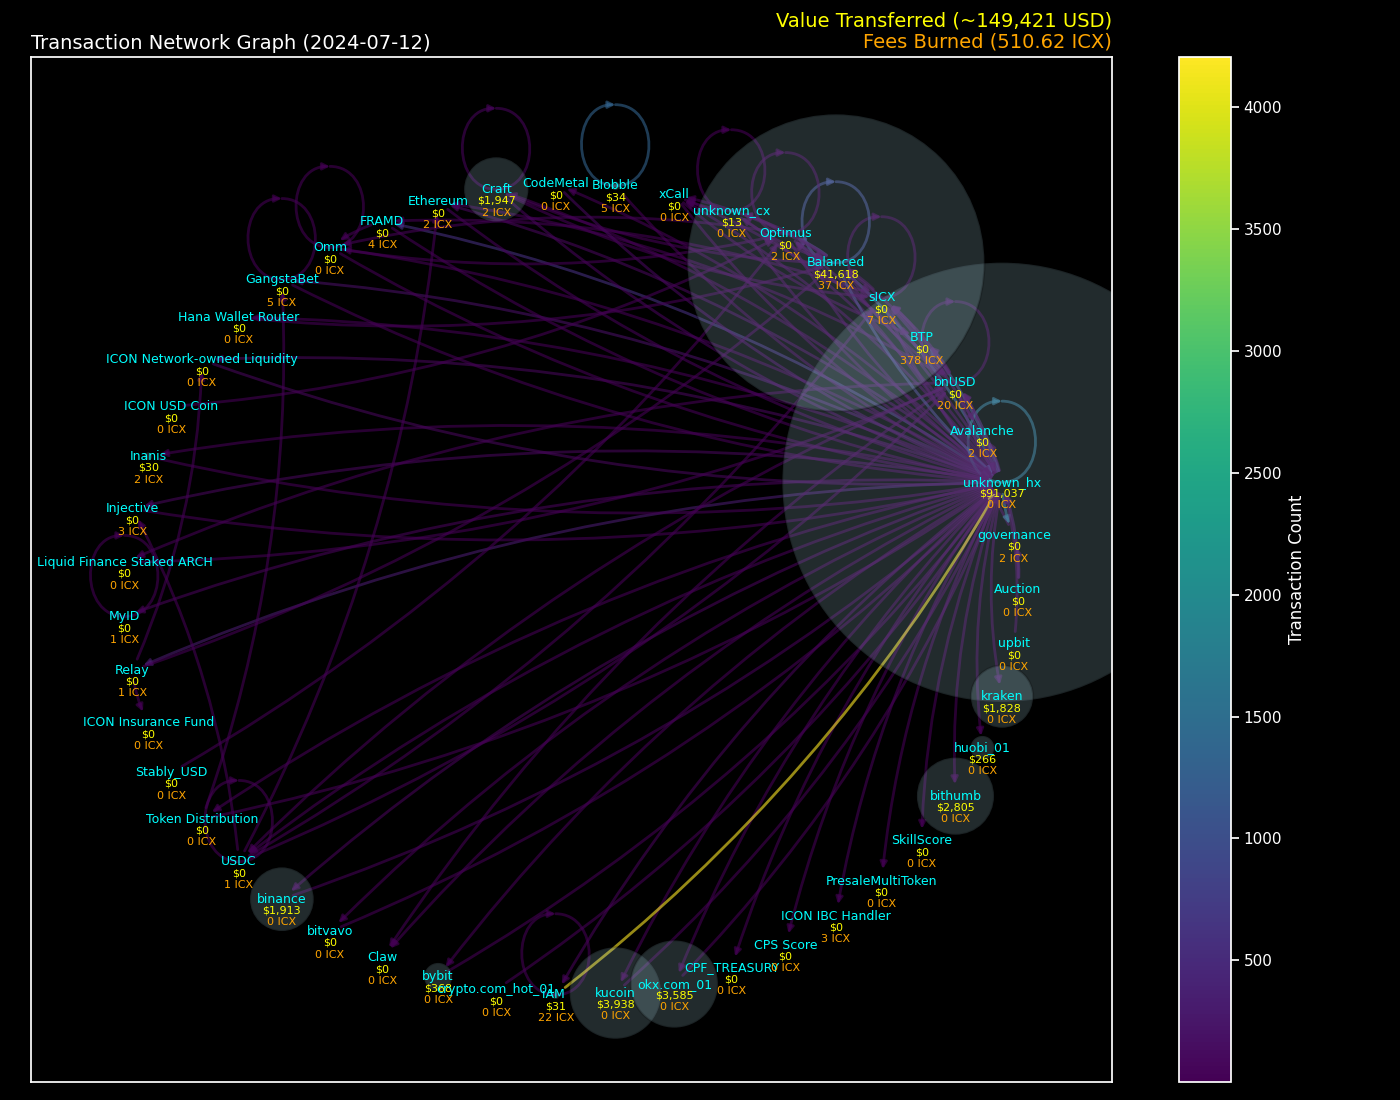 Value Transferred (~149,421 USD)
Transaction Network Graph (2024-07-12)
Fees Burned (510.62 ICX)
Craft
$1,947
2 ICX
CodeMetal
$0
0 ICX
Blobble
$34
5 ICX
xCall
$0
0 ICX
unknown_cx
$13
0 ICX
Optimus
$0
2 ICX
Balanced
$41,618
37 ICX
sICX
$0
7 ICX
BTP
$0
378 ICX
bnUSD
$0
20 ICX
Avalanche
$0
2 ICX
unknown_hx
$91,037
0 ICX
governance
$0
2 ICX
Auction
$0
0 ICX
upbit
$0
0 ICX
kraken
$1,828
0 ICX
huobi_01
$266
0 ICX
bithumb
$2,805
0 ICX
SkillScore
$0
0 ICX
PresaleMultiToken
$0
0 ICX
ICON IBC Handler
$0
3 ICX
CPS Score
$0
ICX
CPF_TREASURY
$0
0 ICX
okx.com_01
$3,585
0 ICX
kucoin
$3,938
0 ICX
IAM
$31
22 ICX
crypto.com_hot_01
$0
0 ICX
bybit
$368
0 ICX
Claw
$0
0 ICX
bitvavo
$0
0 ICX
binance
$1,913
0 ICX
USDC
$0
1 ICX
Token Distribution
$0
0 ICX
Stably_USD
$0
0 ICX
ICON Insurance Fund
$0
0 ICX
Relay
$0
1 ICX
MyID
$0
1 ICX
Liquid Finance Staked ARCH
$0
0 ICX
Injective
$0
3 ICX
Inanis
$30
2 ICX
ICON USD Coin
$0
0 ICX
ICON Network-owned Liquidity
$0
0 ICX
Hana Wallet Router
$0
0 ICX
GangstaBet
$0
5 ICX
Omm
$0
0 ICX
FRAMD
$0
4 ICX
Ethereum
$0
2 ICX
4000
3500
3000
2500
2000
1500
1000
500
Transaction Count